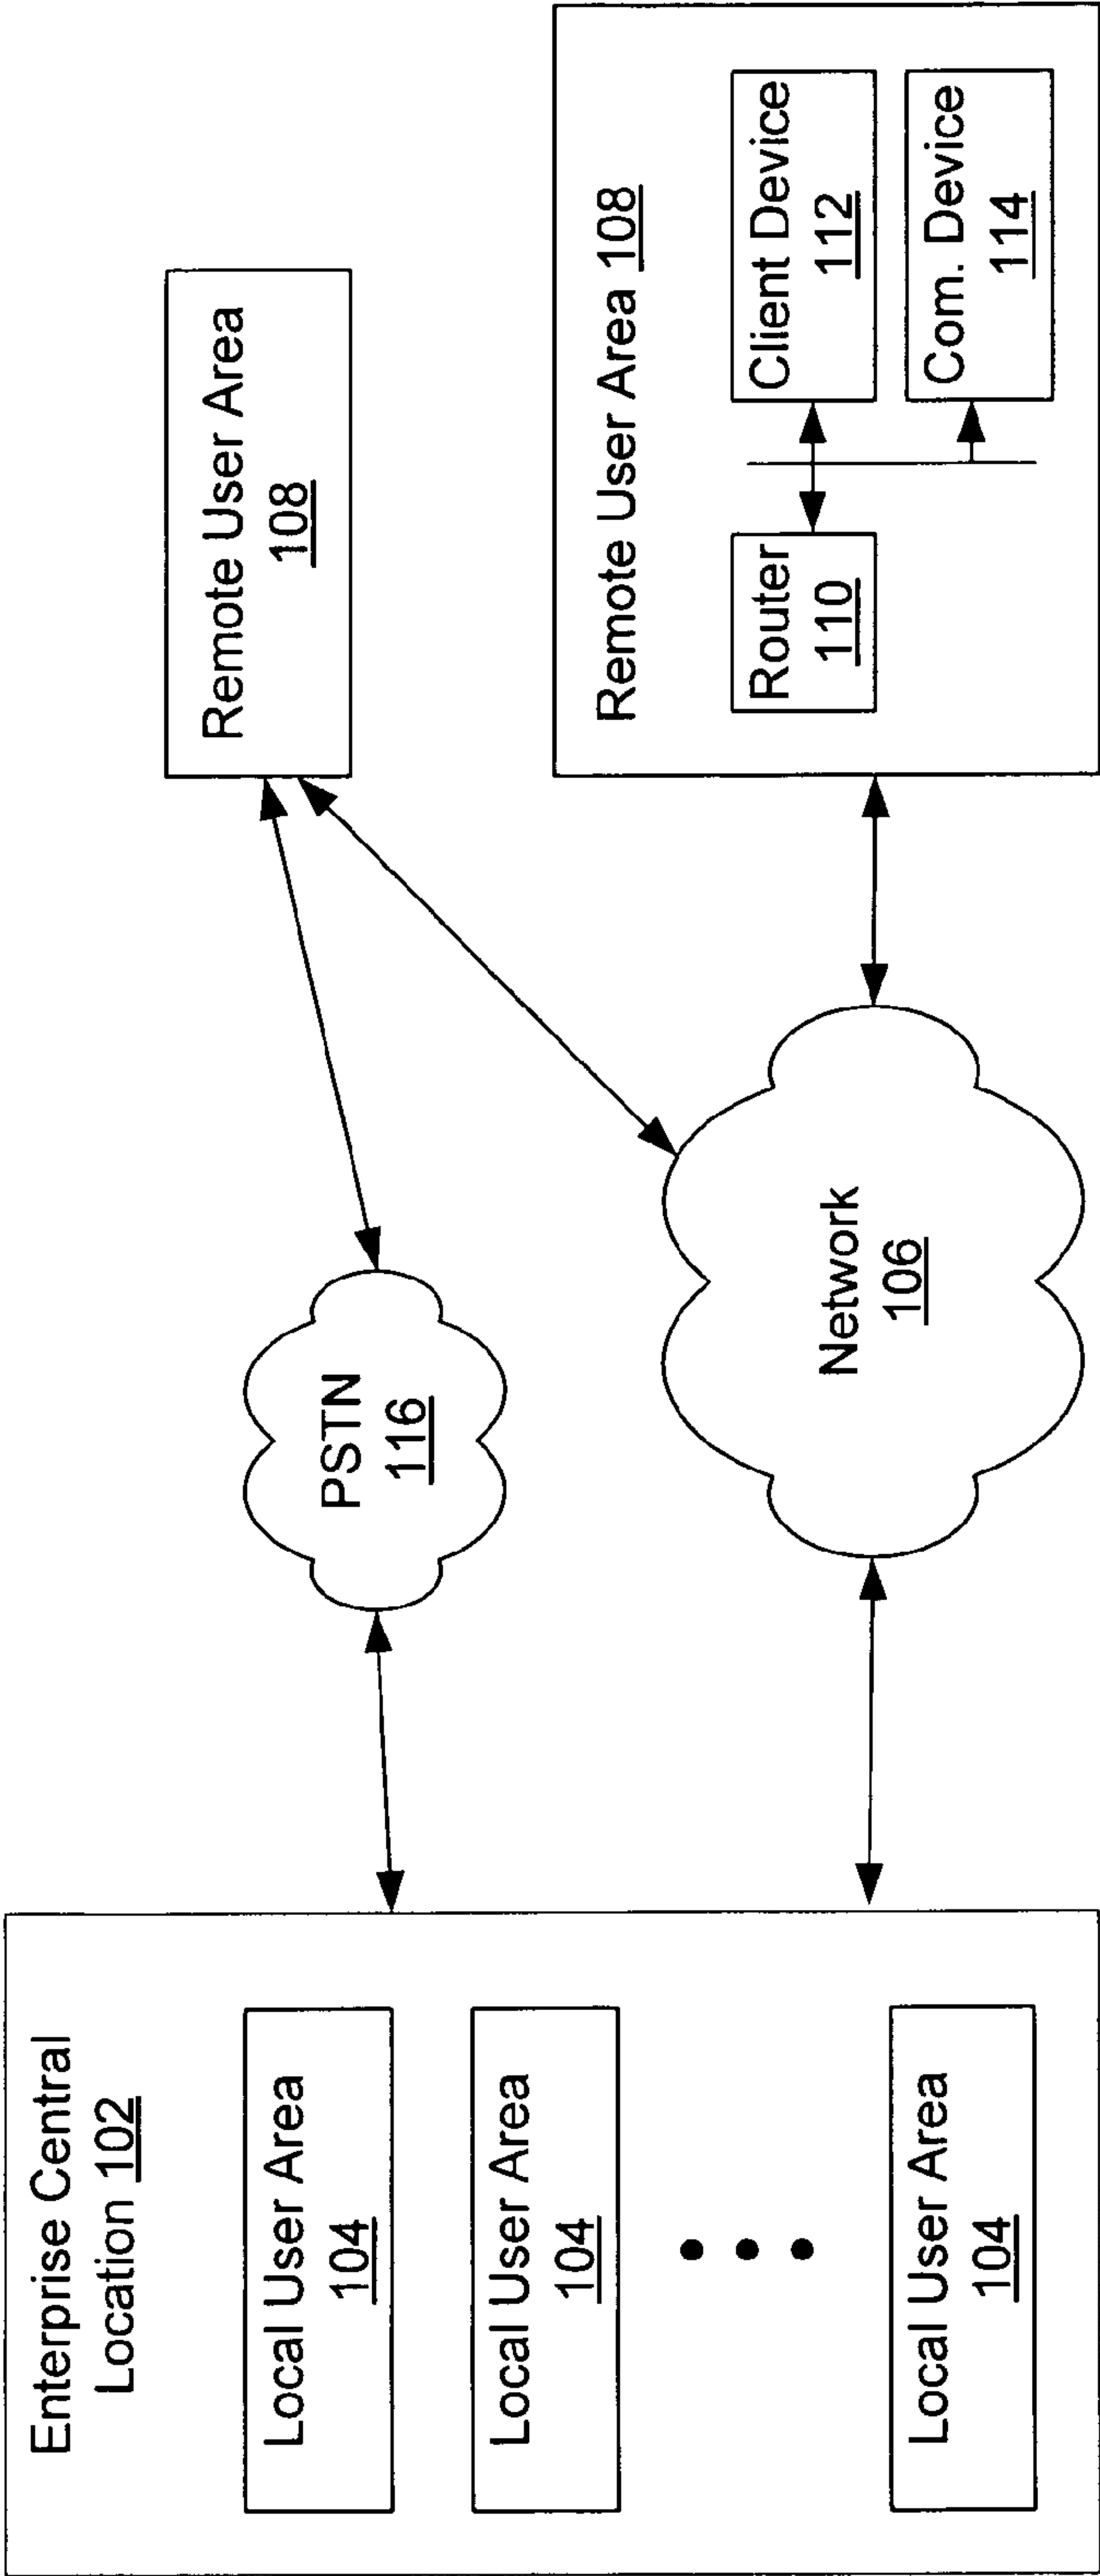 Enterprise Central
Location 102
Local User Area
104
Local User Area
104
Local User Area
104
PSTN
116
Network
106
Remote User Area
108
Remote User Area 108
Router
110
Client Device
112
Com. Device
114